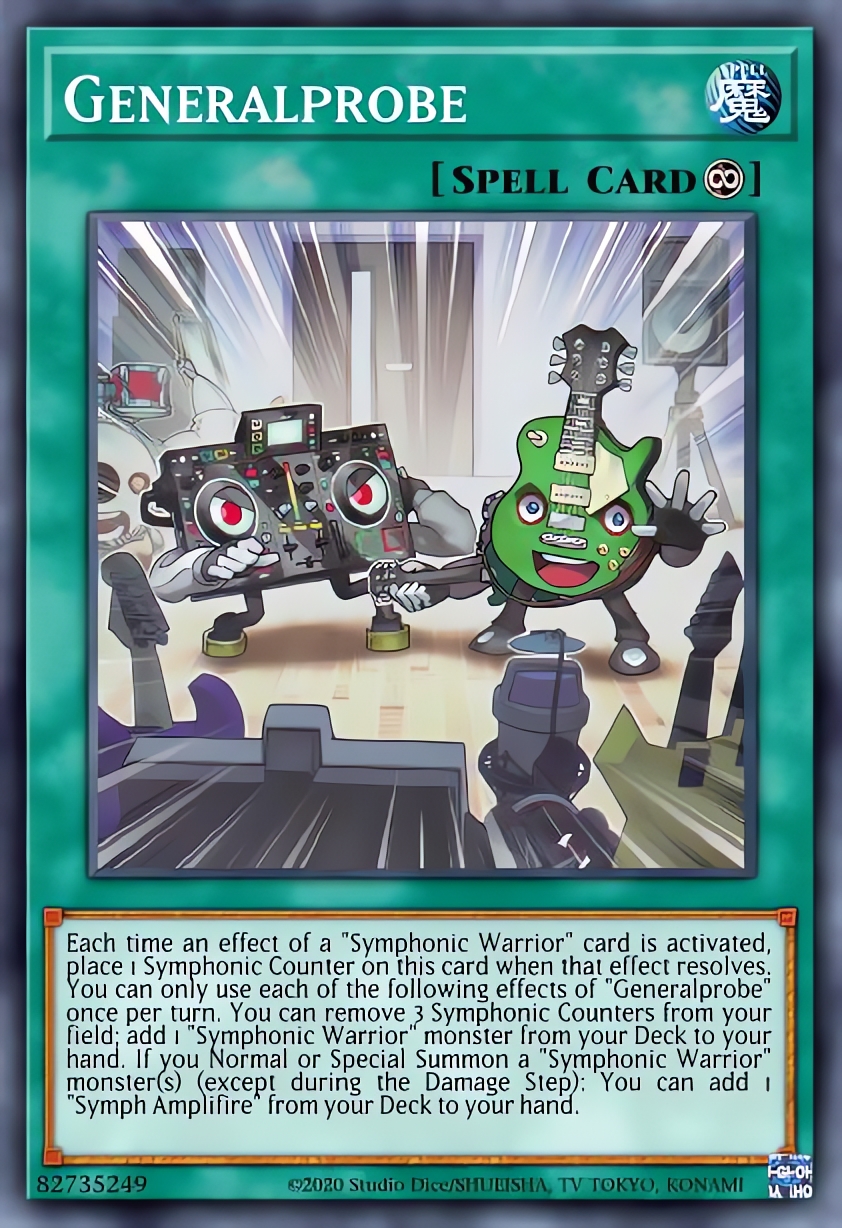 GENERALPROBE
魔
[SPELL CARD]
Each time an effect of a "Symphonic Warrior" card is activated,
place 1 Symphonic Counter on this card when that effect resolves.
You can only use each of the following effects of "Generalprobe"
once per turn. You can remove 3 Symphonic Counters from your
field; add 1 "Symphonic Warrior" monster from your Deck to your
hand. If you Normal or Special Summon a "Symphonic Warrior"
monster(s) (except during the Damage Step): You can add 1
"Symph Amplifire" from your Deck to your hand.
82735249
©2020 Studio Dice/SHUEISHA, TV TOKYO, KONAMI